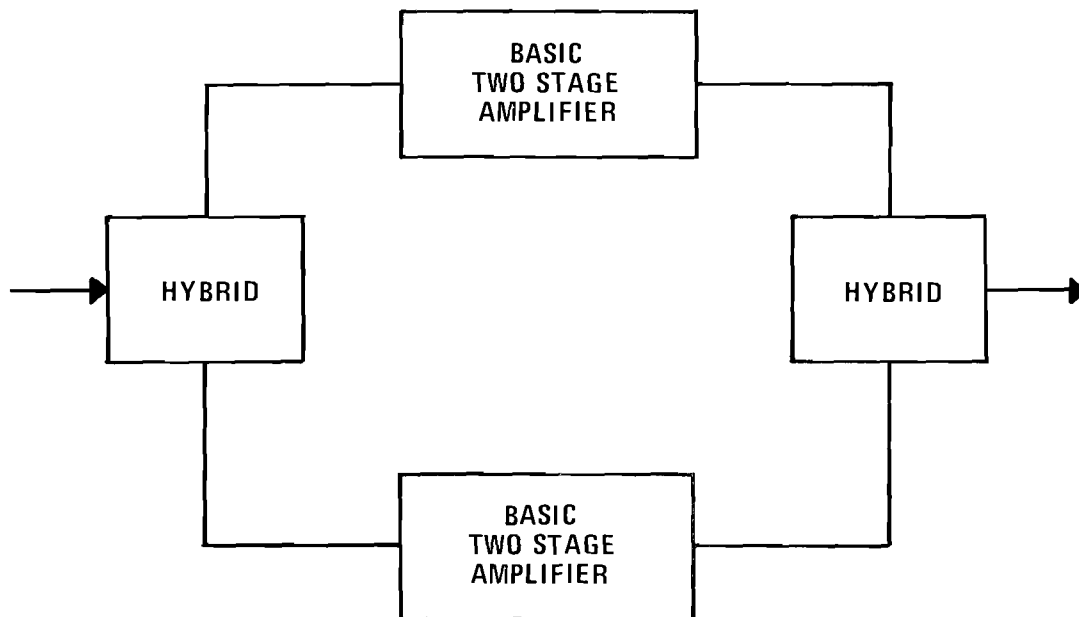 BASIC
TWO STAGE
AMPLIFIER
HYBRID
HYBRID
BASIC
TWO STAGE
AMPLIFIER